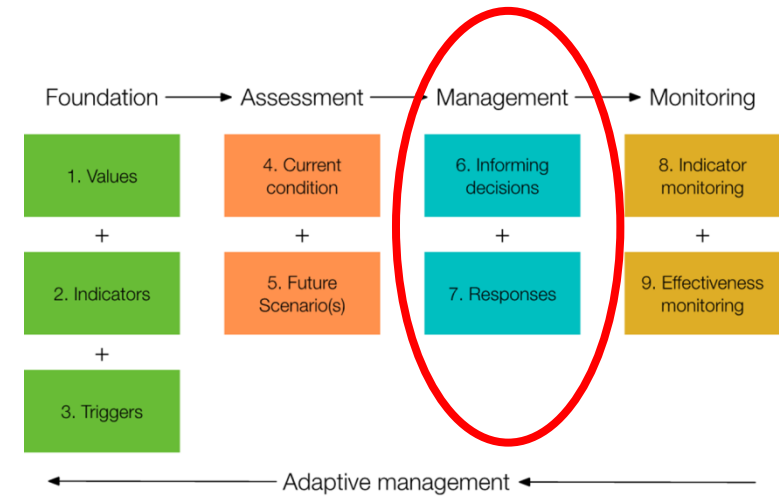 Foundation
Assessment
Management
Monitoring
1. Values
4. Current
condition
6. Informing
decisions
8. Indicator
monitoring
+
+
+
+
2. Indicators
5. Future
Scenario(s)
7. Responses
9. Effectiveness
monitoring
+
3. Triggers
Adaptive management